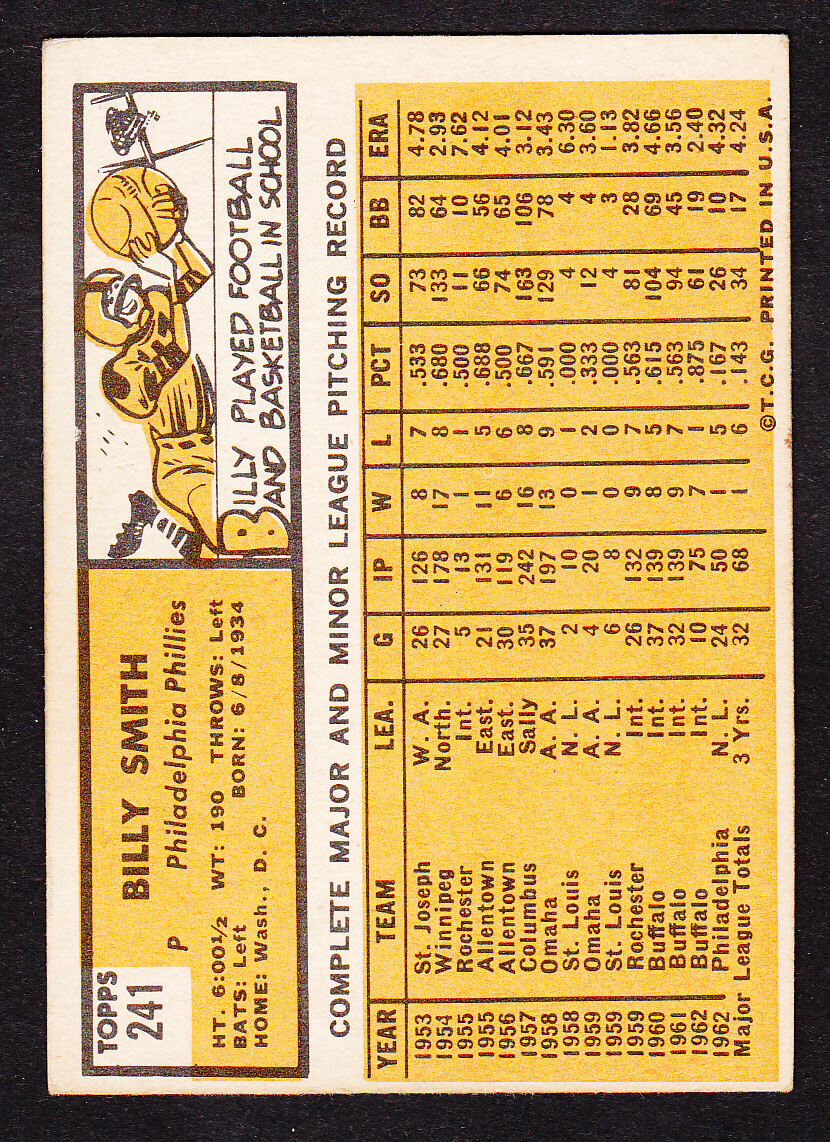 TOPPS
241
BILLY SMITH
P Philadelphia Phillies
HT. 6:00½ WT: 190 THROWS: Left
BATS: Left BORN: 6/8/1934
HOME: Wash., D. C.
BILLY PLAYED FOOTBALL
AND BASKETBALL IN SCHOOL
COMPLETE MAJOR AND MINOR LEAGUE PITCHING RECORD
YEAR TEAM LEA. G IP W L PCT SO BB ERA
1953 St. Joseph W. A. 26 126 8 7 .533 73 82 4.78
1954 Winnipeg North. 27 178 17 8 .680 133 64 2.93
1955 Rochester Int. 5 13 1 1 .500 11 10 7.62
1955 Allentown East. 21 131 11 5 .688 66 56 4.12
1956 Allentown East. 30 119 6 6 .500 74 65 4.01
1957 Columbus Sally 35 242 16 8 .667 163 106 3.12
1958 Omaha A. A. 37 197 13 9 .591 129 78 3.43
1958 St. Louis N. L. 2 10 0 1 .000 4 4 6.30
1959 Omaha A. A. 4 20 1 2 .333 12 4 3.60
1959 St. Louis N. L. 6 8 0 0 .000 4 3 1.13
1959 Rochester Int. 26 132 9 7 .563 81 28 3.82
1960 Buffalo Int. 37 139 8 5 .615 104 69 4.66
1961 Buffalo Int. 32 139 9 7 .563 94 45 3.56
1962 Buffalo Int. 10 75 7 1 .875 61 19 2.40
1962 Philadelphia N. L. 24 50 1 5 .167 26 10 4.32
Major League Totals 3 Yrs. 32 68 1 6 .143 34 17 4.24
©T.C.G. PRINTED IN U.S.A.